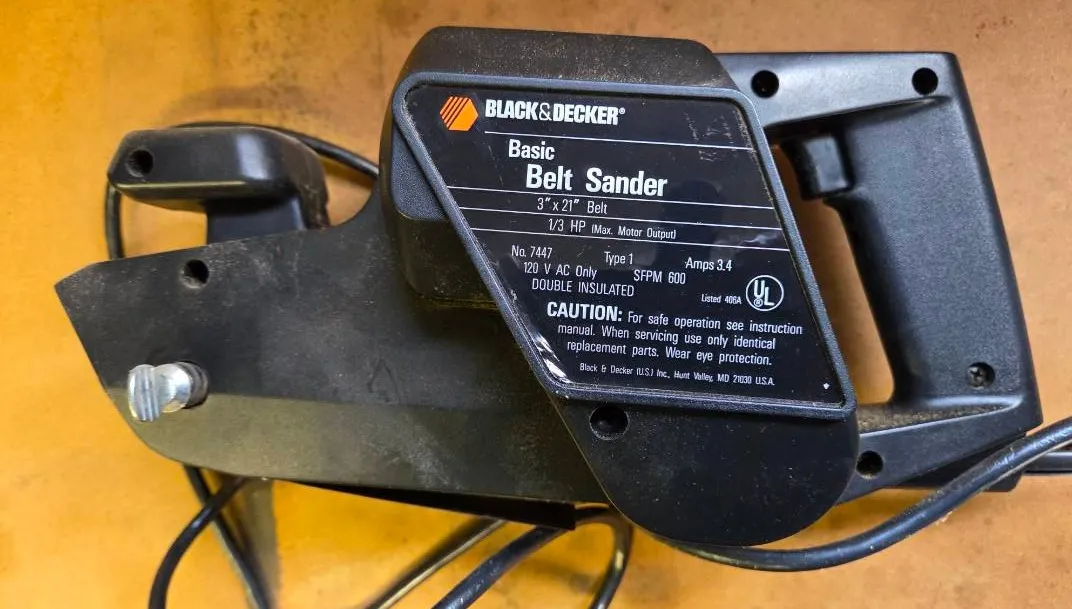 BLACK&DECKER®
Basic
Belt Sander
3" x 21" Belt
1/3 HP (Max. Motor Output)
No. 7447 Type 1 Amps 3.4
120 V AC Only SFPM 600
DOUBLE INSULATED Listed 406A UL®
CAUTION: For safe operation see instruction
manual. When servicing use only identical
replacement parts. Wear eye protection.
Black & Decker (U.S.) Inc., Hunt Valley, MD 21030 U.S.A.